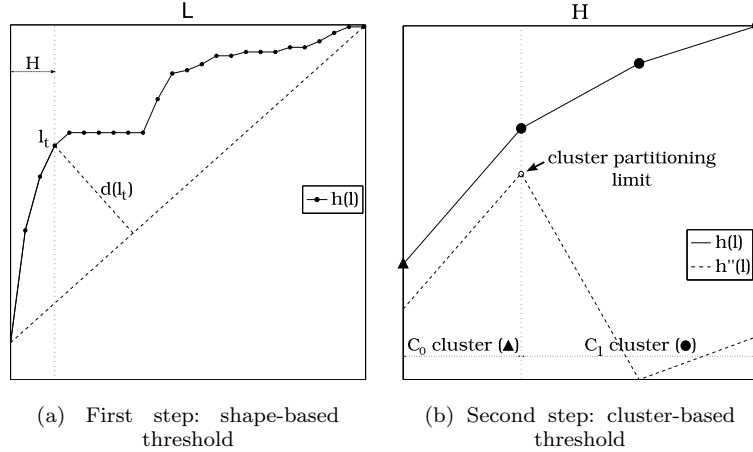 L
H
l_t
d(l_t)
h(l)
(a) First step: shape-based
threshold
H
cluster partitioning
limit
h(l)
h''(l)
C_0 cluster (▲)
C_1 cluster (●)
(b) Second step: cluster-based
threshold